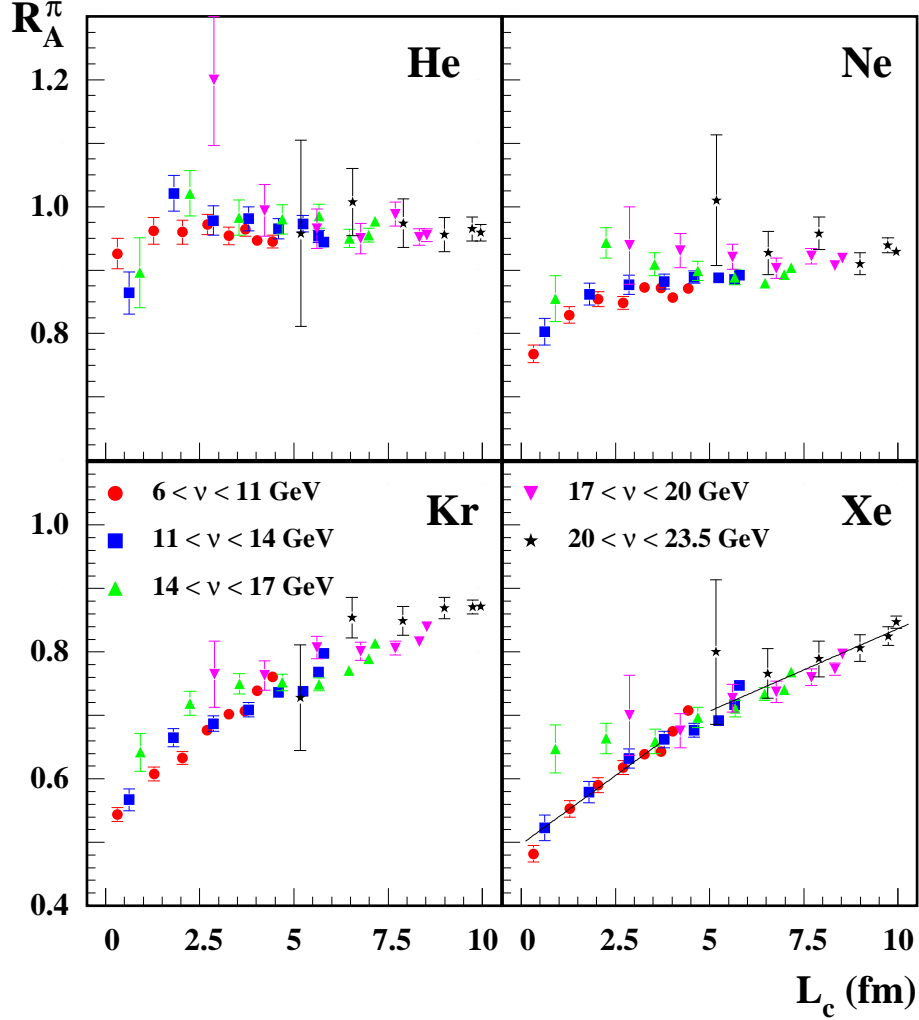 R_A^π
He
Ne
1.2
1.0
0.8
Kr
Xe
6 < ν < 11 GeV
11 < ν < 14 GeV
14 < ν < 17 GeV
17 < ν < 20 GeV
20 < ν < 23.5 GeV
1.0
0.8
0.6
0.4
0 2.5 5 7.5 10
0 2.5 5 7.5 10
L_c (fm)